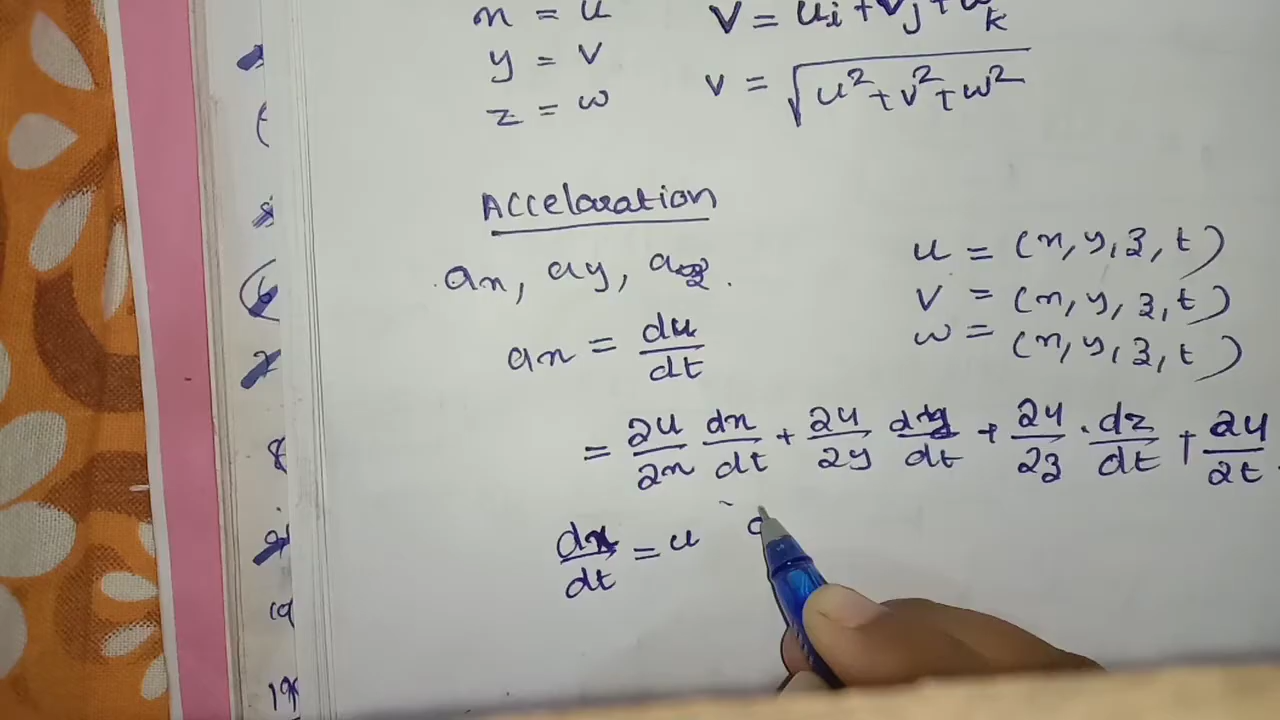 x = u
y = v
z = w
V = ui + vj + wk
V = √u²+v²+w²
Accelaration
ax, ay, az.
u = (x, y, z, t)
v = (x, y, z, t)
w = (x, y, z, t)
ax = du/dt
= ∂u/∂x dx/dt + ∂u/∂y dy/dt + ∂u/∂z . dz/dt + ∂u/∂t
dx/dt = u